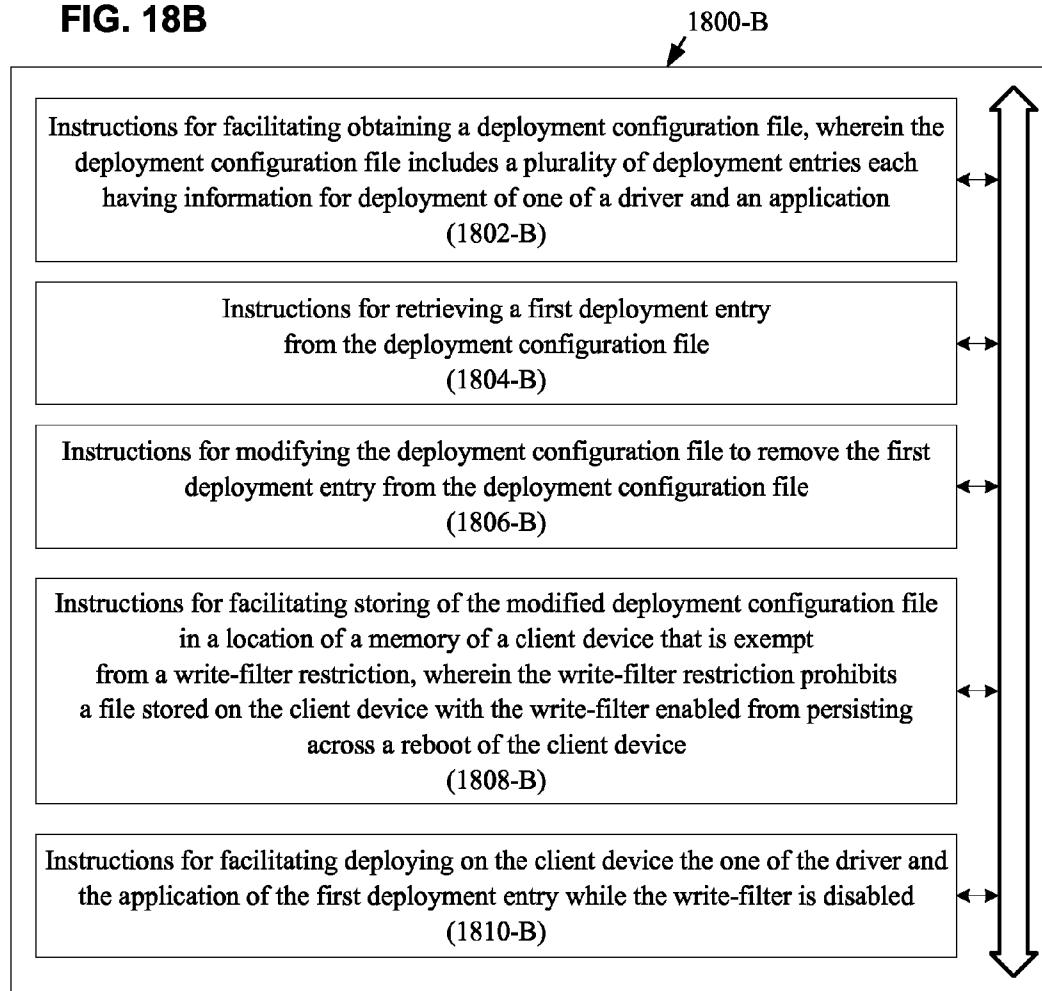 FIG. 18B
1800-B
Instructions for facilitating obtaining a deployment configuration file, wherein the
deployment configuration file includes a plurality of deployment entries each
having information for deployment of one of a driver and an application
(1802-B)
Instructions for retrieving a first deployment entry
from the deployment configuration file
(1804-B)
Instructions for modifying the deployment configuration file to remove the first
deployment entry from the deployment configuration file
(1806-B)
Instructions for facilitating storing of the modified deployment configuration file
in a location of a memory of a client device that is exempt
from a write-filter restriction, wherein the write-filter restriction prohibits
a file stored on the client device with the write-filter enabled from persisting
across a reboot of the client device
(1808-B)
Instructions for facilitating deploying on the client device the one of the driver and
the application of the first deployment entry while the write-filter is disabled
(1810-B)